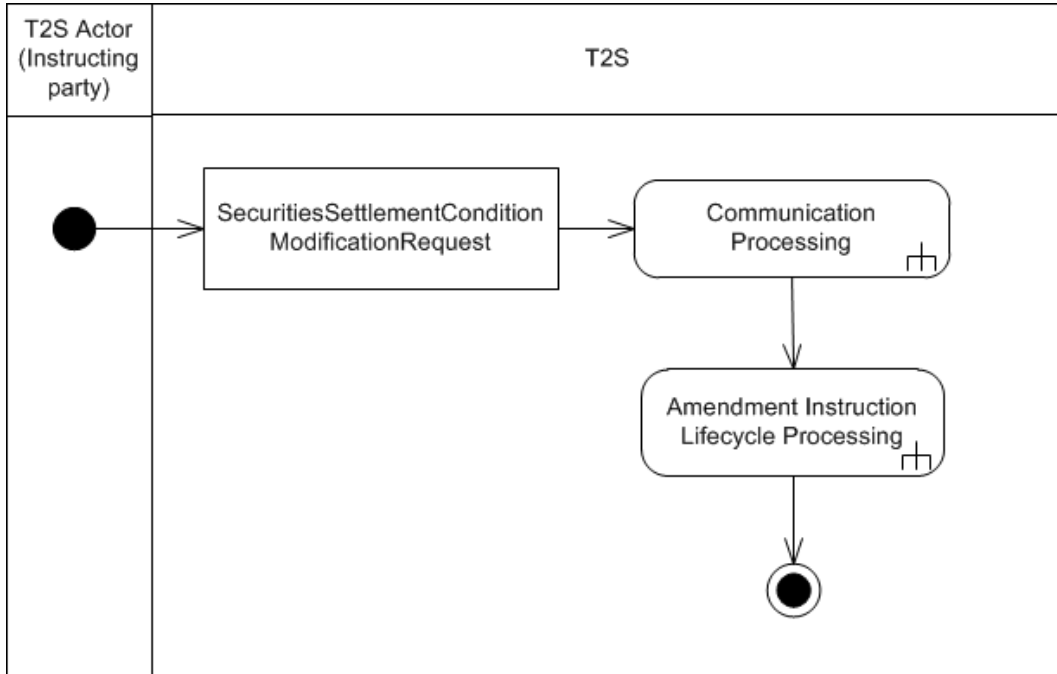 T2S Actor
(Instructing
party)
T2S
SecuritiesSettlementCondition
ModificationRequest
Communication
Processing
Amendment Instruction
Lifecycle Processing